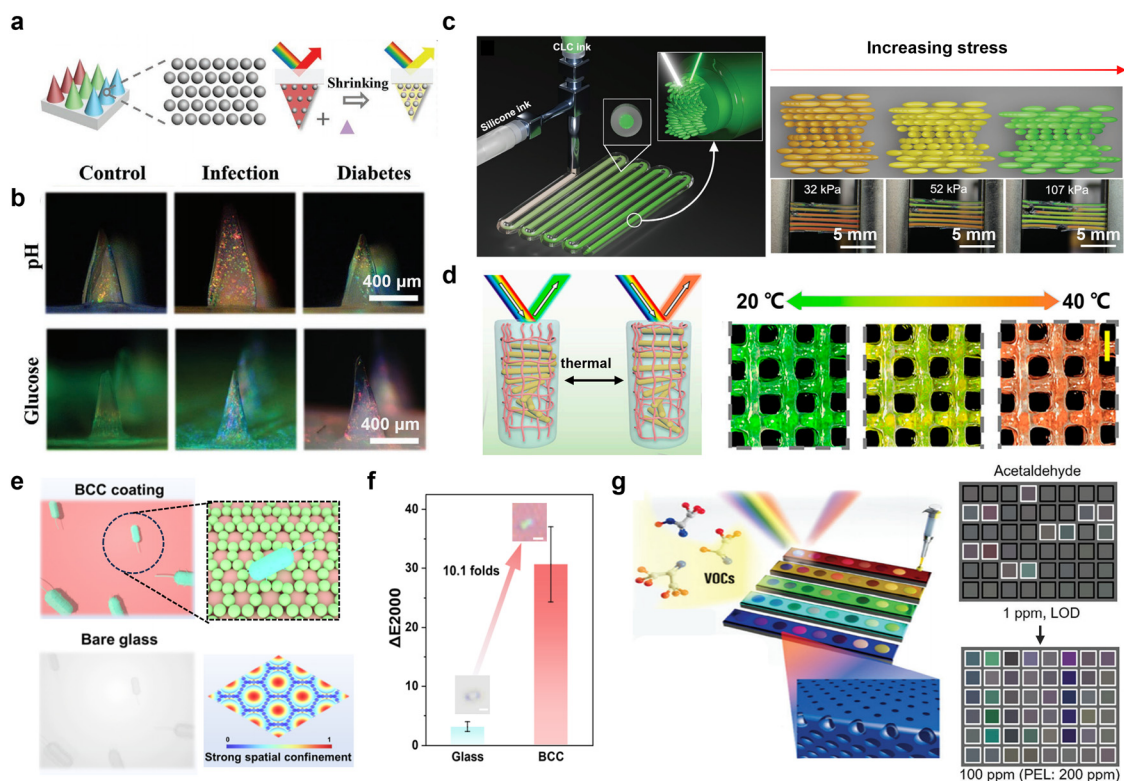 a
Shrinking
+
b
Control
Infection
Diabetes
pH
400 μm
Glucose
400 μm
c
CLC ink
Silicone ink
Increasing stress
32 kPa
52 kPa
107 kPa
5 mm
5 mm
5 mm
d
thermal
20 ℃
40 ℃
e
BCC coating
Bare glass
0
1
Strong spatial confinement
f
ΔE2000
40
30
20
10
0
10.1 folds
Glass
BCC
g
VOCs
Acetaldehyde
1 ppm, LOD
100 ppm (PEL: 200 ppm)